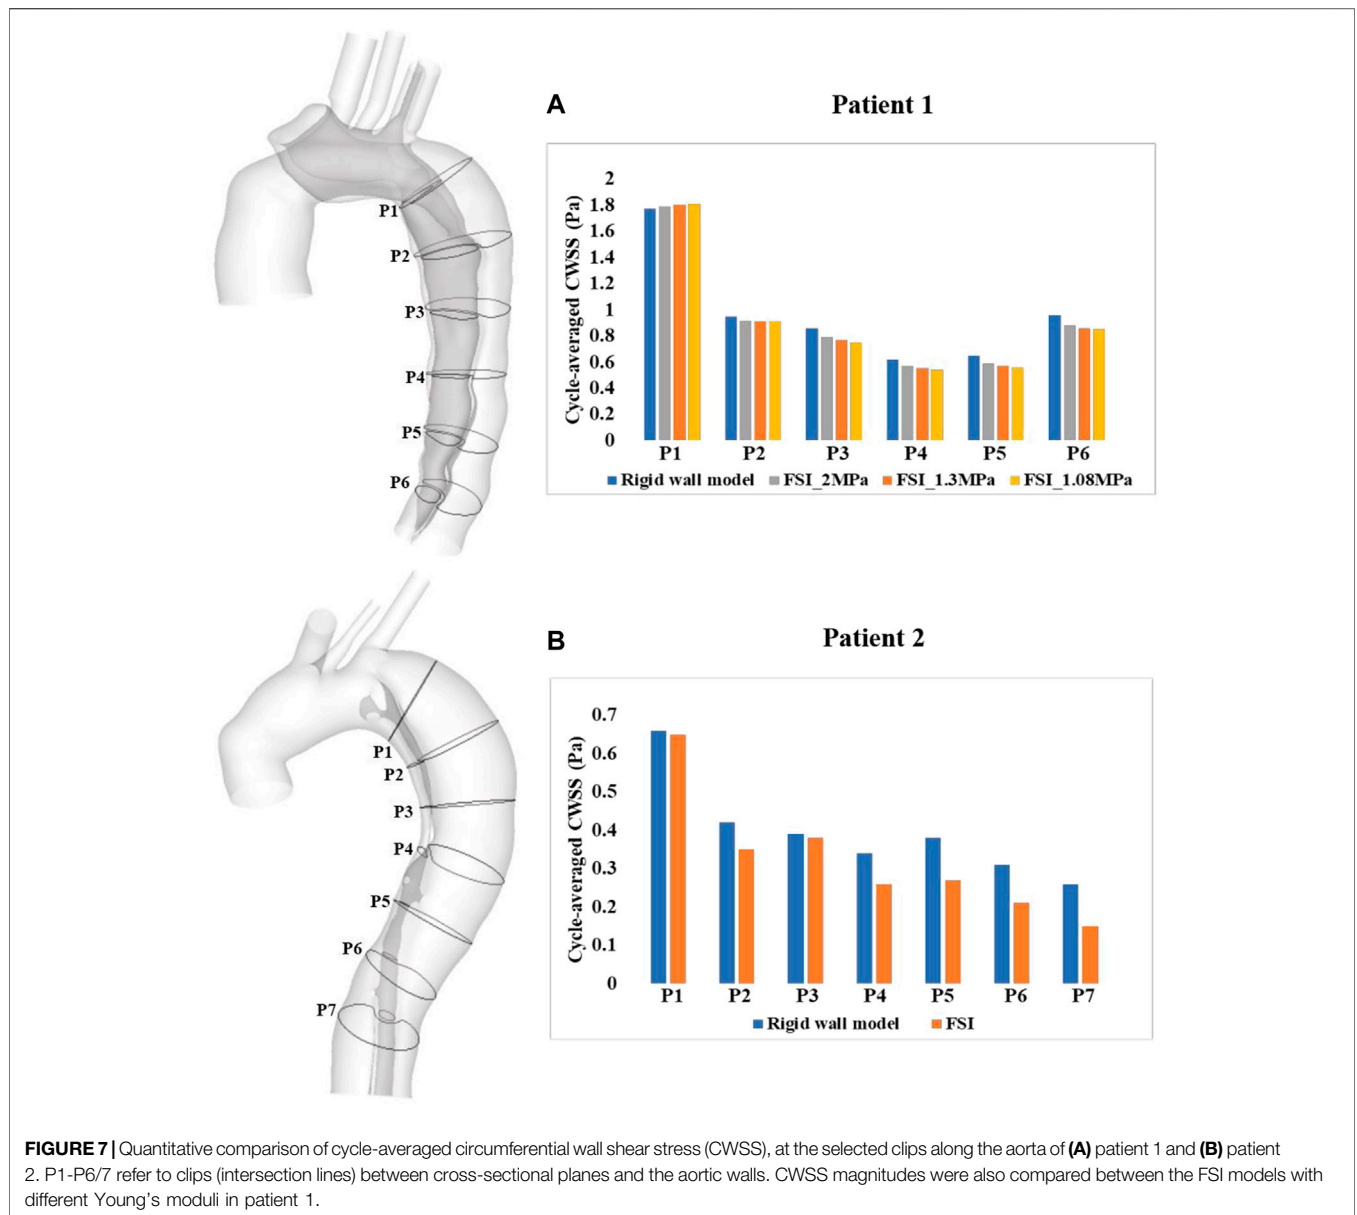 A
Patient 1
P1
P2
P3
P4
P5
P6
Cycle-averaged CWSS (Pa)
2
1.8
1.6
1.4
1.2
1
0.8
0.6
0.4
0.2
0
P1 P2 P3 P4 P5 P6
Rigid wall model FSI_2MPa FSI_1.3MPa FSI_1.08MPa
B
Patient 2
P1
P2
P3
P4
P5
P6
P7
Cycle-averaged CWSS (Pa)
0.7
0.6
0.5
0.4
0.3
0.2
0.1
0
P1 P2 P3 P4 P5 P6 P7
Rigid wall model FSI
FIGURE 7 | Quantitative comparison of cycle-averaged circumferential wall shear stress (CWSS), at the selected clips along the aorta of (A) patient 1 and (B) patient
2. P1-P6/7 refer to clips (intersection lines) between cross-sectional planes and the aortic walls. CWSS magnitudes were also compared between the FSI models with
different Young's moduli in patient 1.